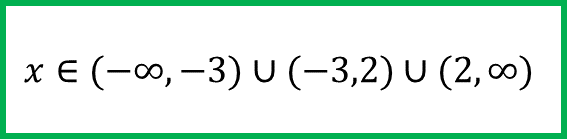 x ∈ (−∞, −3) ∪ (−3,2) ∪ (2, ∞)